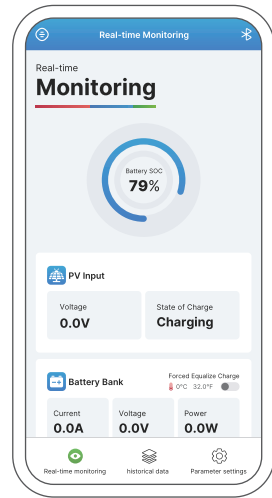 Real-time Monitoring
Real-time
Monitoring
Battery SOC
79%
PV Input
Voltage
0.0V
State of Charge
Charging
Battery Bank
Forced Equalize Charge
0°C 32.0°F
Current
0.0A
Voltage
0.0V
Power
0.0W
Real-time monitoring
historical data
Parameter settings